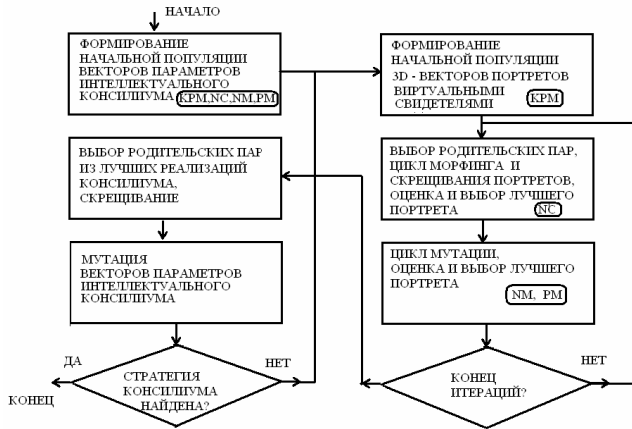 НАЧАЛО
ФОРМИРОВАНИЕ
НАЧАЛЬНОЙ ПОПУЛЯЦИИ
ВЕКТОРОВ ПАРАМЕТРОВ
ИНТЕЛЛЕКТУАЛЬНОГО
КОНСИЛИУМА KPM,NC,NM,PM
ВЫБОР РОДИТЕЛЬСКИХ ПАР
ИЗ ЛУЧШИХ РЕАЛИЗАЦИЙ
КОНСИЛИУМА,
СКРЕЩИВАНИЕ
МУТАЦИЯ
ВЕКТОРОВ ПАРАМЕТРОВ
ИНТЕЛЛЕКТУАЛЬНОГО
КОНСИЛИУМА
ДА
НЕТ
СТРАТЕГИЯ
КОНСИЛИУМА
НАЙДЕНА?
КОНЕЦ
ФОРМИРОВАНИЕ
НАЧАЛЬНОЙ ПОПУЛЯЦИИ
3D - ВЕКТОРОВ ПОРТРЕТОВ
ВИРТУАЛЬНЫМИ
СВИДЕТЕЛЯМИ KPM
ВЫБОР РОДИТЕЛЬСКИХ ПАР,
ЦИКЛ МОРФИНГА И
СКРЕЩИВАНИЯ ПОРТРЕТОВ,
ОЦЕНКА И ВЫБОР ЛУЧШЕГО
ПОРТРЕТА NC
ЦИКЛ МУТАЦИИ,
ОЦЕНКА И ВЫБОР ЛУЧШЕГО
ПОРТРЕТА
NM, PM
НЕТ
КОНЕЦ
ИТЕРАЦИЙ?